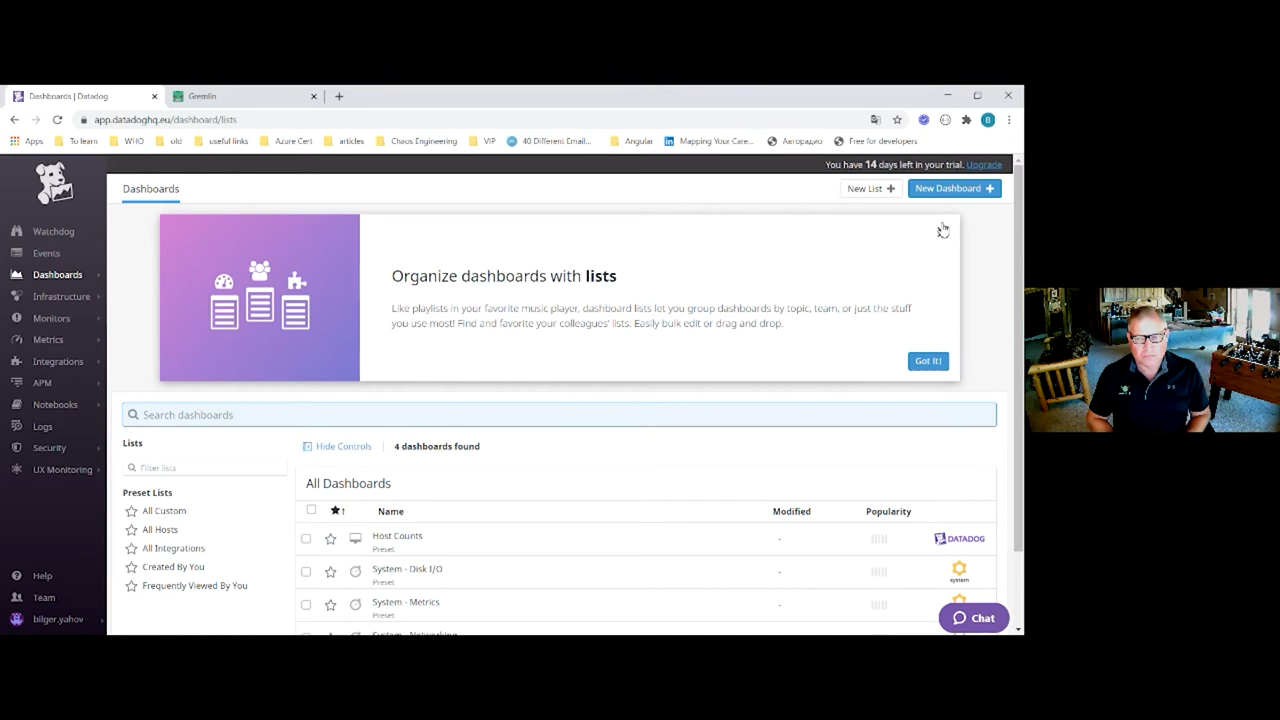 Dashboards | Datadog
Gremlin
app.datadoghq.eu/dashboard/lists
Apps To learn WHO old useful links Azure Cert articles Chaos Engineering VIP 40 Different Email... Angular Mapping Your Care... Авторадио Free for developers
You have 14 days left in your trial. Upgrade
Dashboards
New List +
New Dashboard +
Watchdog
Events
Dashboards
Infrastructure
Monitors
Metrics
Integrations
APM
Notebooks
Logs
Security
UX Monitoring
Help
Team
bilger.yahov
Organize dashboards with lists
Like playlists in your favorite music player, dashboard lists let you group dashboards by topic, team, or just the stuff
you use most! Find and favorite your colleagues' lists. Easily bulk edit or drag and drop.
Got It!
Search dashboards
Lists
Filter lists
Preset Lists
All Custom
All Hosts
All Integrations
Created By You
Frequently Viewed By You
Hide Controls
4 dashboards found
All Dashboards
Name Modified Popularity
Host Counts
Preset
DATADOG
System - Disk I/O
Preset
system
System - Metrics
Preset
System - Networking
Chat